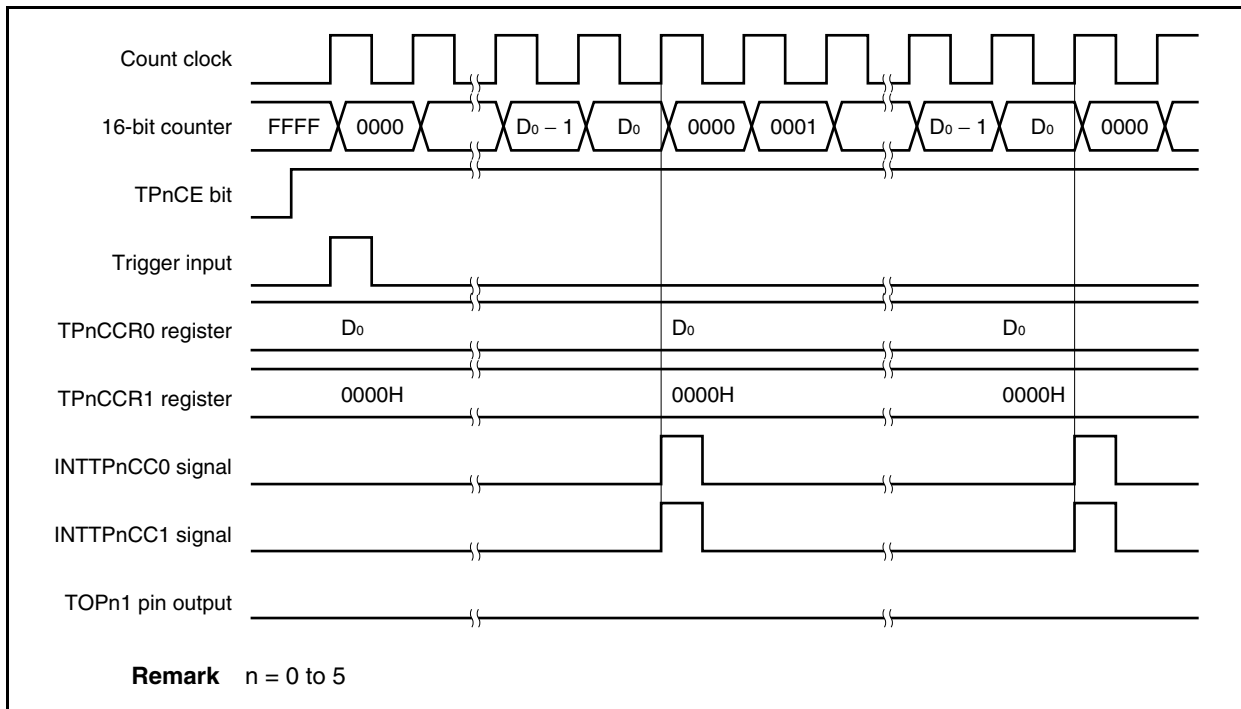 Count clock
16-bit counter FFFF 0000 D₀ − 1 D₀ 0000 0001 D₀ − 1 D₀ 0000
TPnCE bit
Trigger input
TPnCCR0 register D₀ D₀ D₀
TPnCCR1 register 0000H 0000H 0000H
INTTPnCC0 signal
INTTPnCC1 signal
TOPn1 pin output
Remark n = 0 to 5